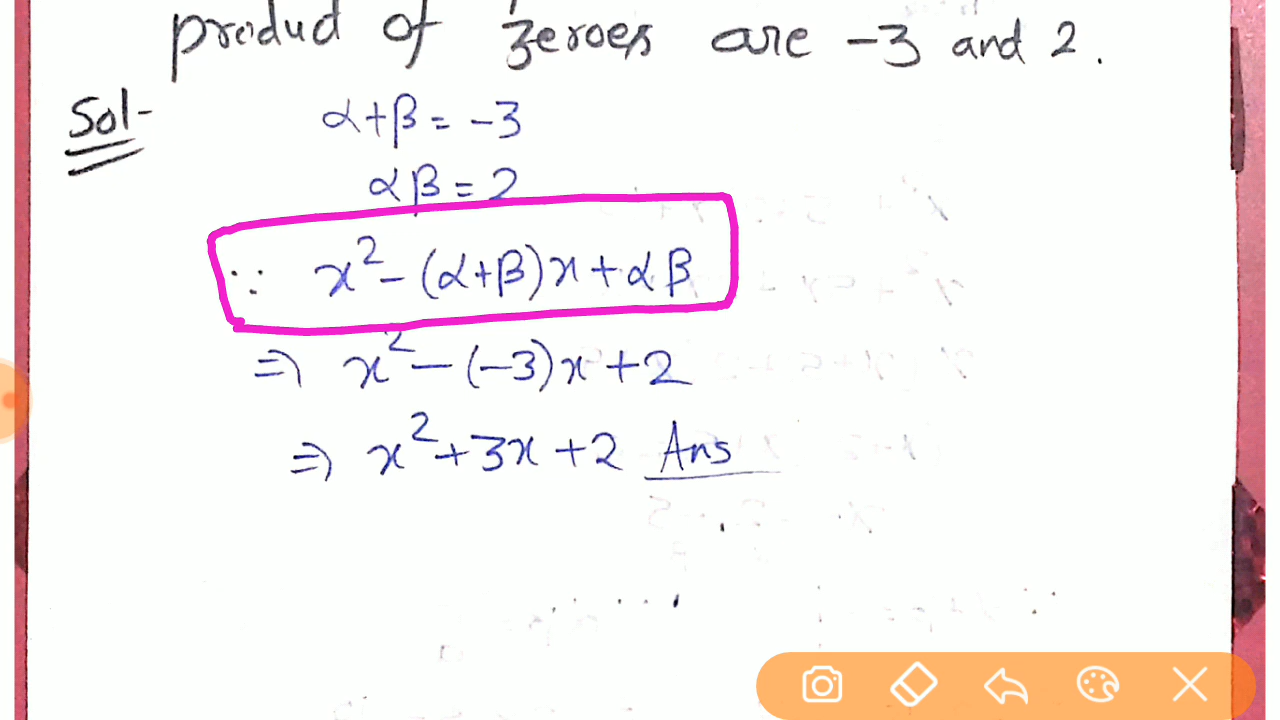 produd of zeroes are -3 and 2.
Sol-
α+β = -3
αβ = 2
∵ x² - (α+β)x + αβ
⇒ x² - (-3)x + 2
⇒ x² + 3x + 2 Ans